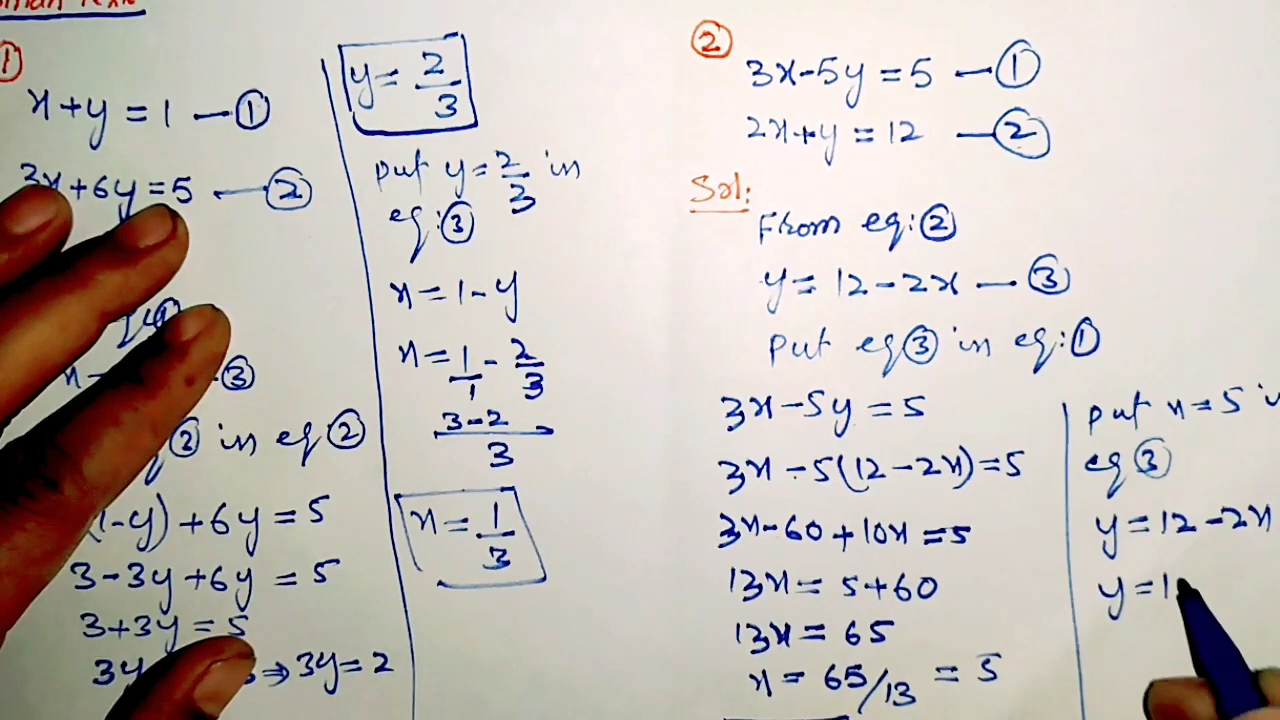 ①
x+y = 1 — ①
3x+6y = 5 — ②
③
② in eq ②
(1-y) + 6y = 5
3-3y+6y = 5
3+3y = 5
3y ⇒ 3y = 2
y = 2/3
put y = 2/3 in
eq: ③
x = 1 - y
x = 1/1 - 2/3
3-2/3
x = 1/3
②
3x-5y = 5 — ①
2x+y = 12 — ②
Sol:
From eq: ②
y = 12-2x — ③
put eq ③ in eq: ①
3x-5y = 5
3x-5(12-2x)=5
3x-60+10x=5
13x = 5+60
13x = 65
x = 65/13 = 5
put x=5 in
eq ③
y = 12-2x
y = 1